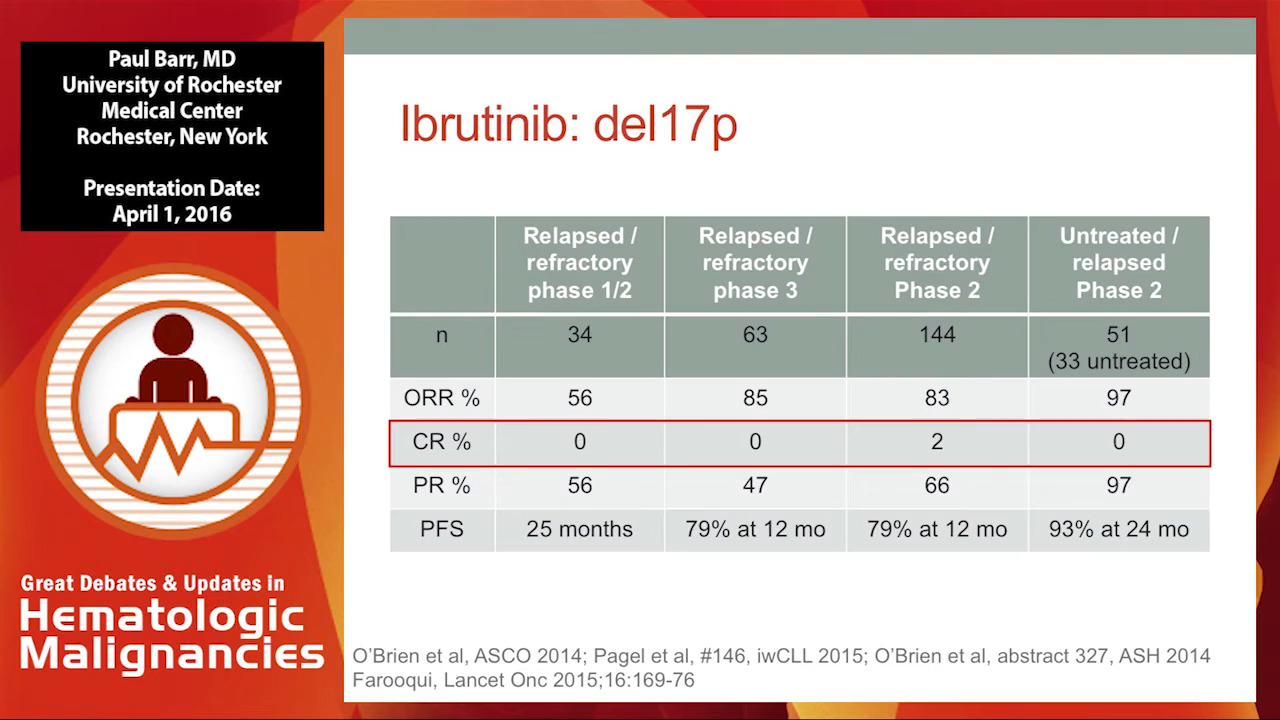 Paul Barr, MD
University of Rochester
Medical Center
Rochester, New York
Presentation Date:
April 1, 2016
Great Debates & Updates in
Hematologic
Malignancies
Ibrutinib: del17p
Relapsed / refractory phase 1/2 Relapsed / refractory phase 3 Relapsed / refractory Phase 2 Untreated / relapsed Phase 2
n 34 63 144 51 (33 untreated)
ORR % 56 85 83 97
CR % 0 0 2 0
PR % 56 47 66 97
PFS 25 months 79% at 12 mo 79% at 12 mo 93% at 24 mo
O'Brien et al, ASCO 2014; Pagel et al, #146, iwCLL 2015; O'Brien et al, abstract 327, ASH 2014
Farooqui, Lancet Onc 2015;16:169-76